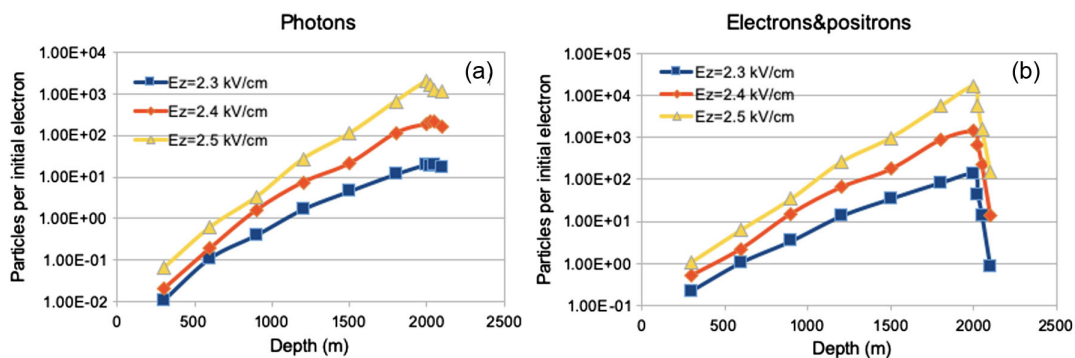 Photons
(a)
1.00E+04
1.00E+03
1.00E+02
1.00E+01
1.00E+00
1.00E-01
1.00E-02
Particles per initial electron
Ez=2.3 kV/cm
Ez=2.4 kV/cm
Ez=2.5 kV/cm
0 500 1000 1500 2000 2500
Depth (m)
Electrons&positrons
(b)
1.00E+05
1.00E+04
1.00E+03
1.00E+02
1.00E+01
1.00E+00
1.00E-01
Particles per initial electron
Ez=2.3 kV/cm
Ez=2.4 kV/cm
Ez=2.5 kV/cm
0 500 1000 1500 2000 2500
Depth (m)